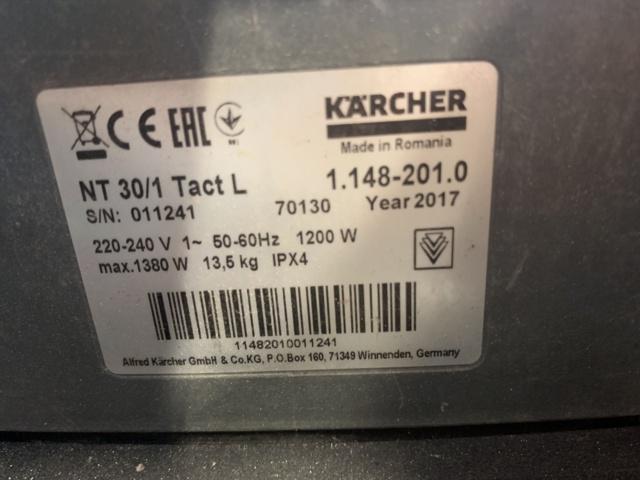 CE EAC
KÄRCHER
Made in Romania
NT 30/1 Tact L 1.148-201.0
S/N: 011241 70130 Year 2017
220-240 V 1~ 50-60Hz 1200 W
max.1380 W 13,5 kg IPX4
11482010011241
Alfred Kärcher GmbH & Co.KG, P.O.Box 160, 71349 Winnenden, Germany